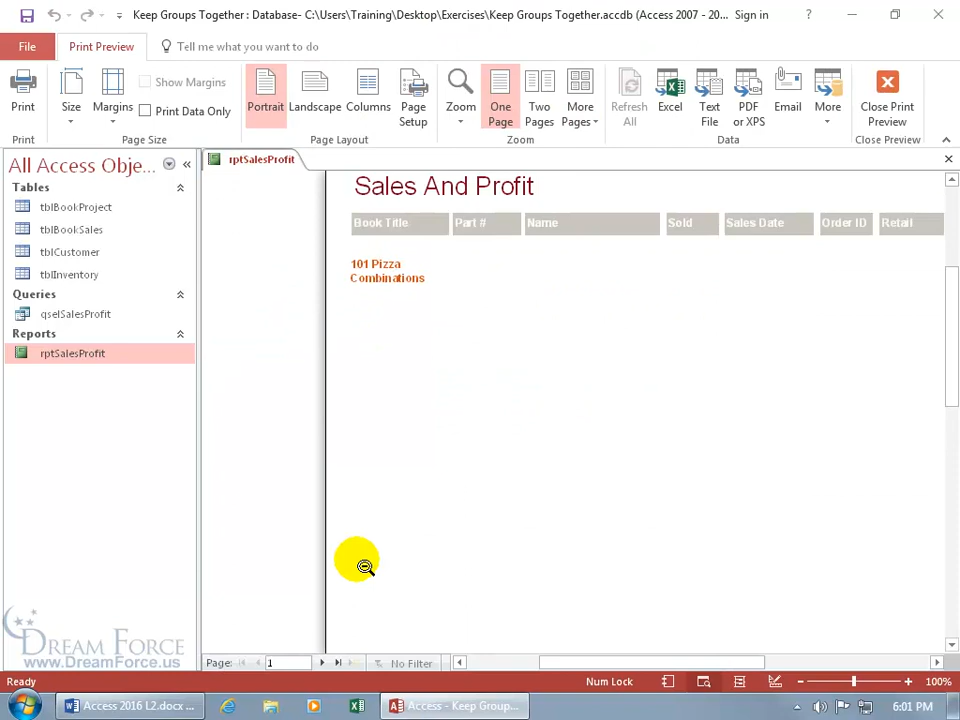 Keep Groups Together : Database- C:\Users\Training\Desktop\Exercises\Keep Groups Together.accdb (Access 2007 - 20... Sign in ?
File Print Preview Tell me what you want to do
Print Size Margins Show Margins Print Data Only Portrait Landscape Columns Page Setup Zoom One Page Two Pages More Pages Refresh All Excel Text File PDF or XPS Email More Close Print Preview
Print Page Size Page Layout Zoom Data Close Preview
All Access Obje...
rptSalesProfit
Tables
tblBookProject
tblBookSales
tblCustomer
tblInventory
Queries
qselSalesProfit
Reports
rptSalesProfit
Sales And Profit
Book Title Part # Name Sold Sales Date Order ID Retail
101 Pizza
Combinations
DREAM FORCE
www.DreamForce.us
Page: 1 No Filter
Ready Num Lock 100%
Access 2016 L2.docx ... Access - Keep Group... 6:01 PM